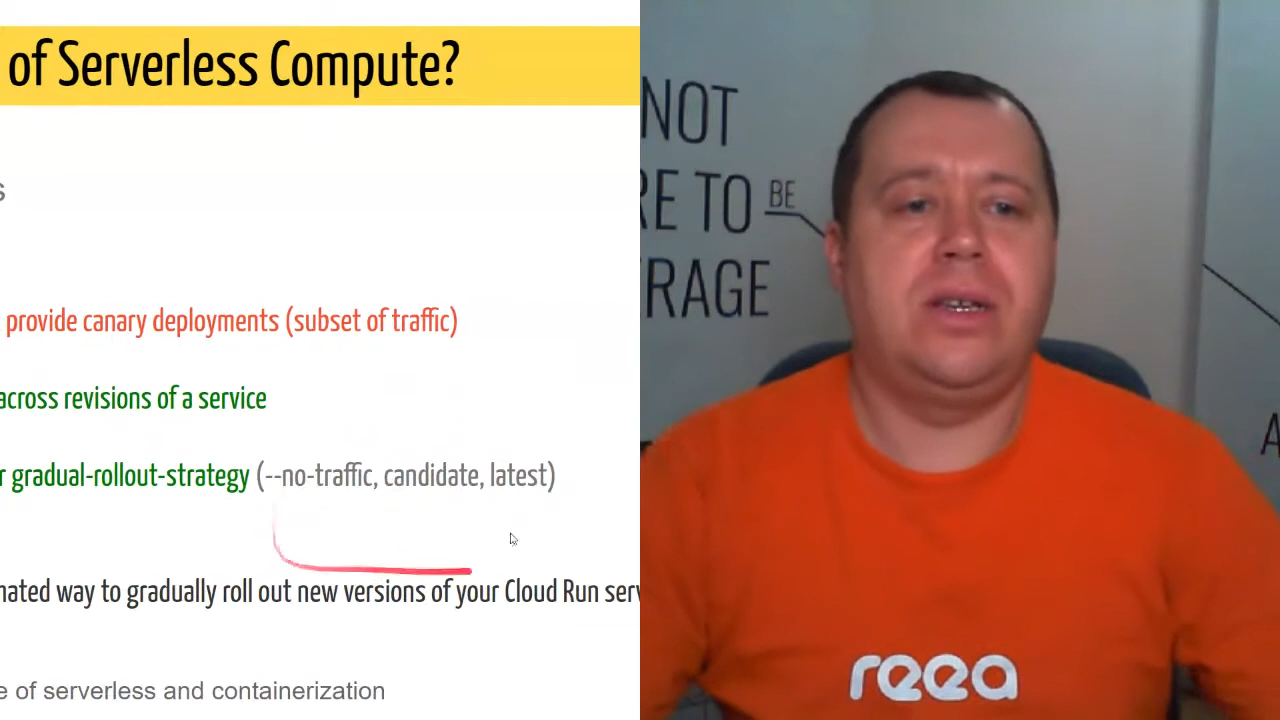 of Serverless Compute?
s
provide canary deployments (subset of traffic)
across revisions of a service
r gradual-rollout-strategy (--no-traffic, candidate, latest)
nated way to gradually roll out new versions of your Cloud Run serv
e of serverless and containerization
NOT
RE TO BE
RAGE
A
reea